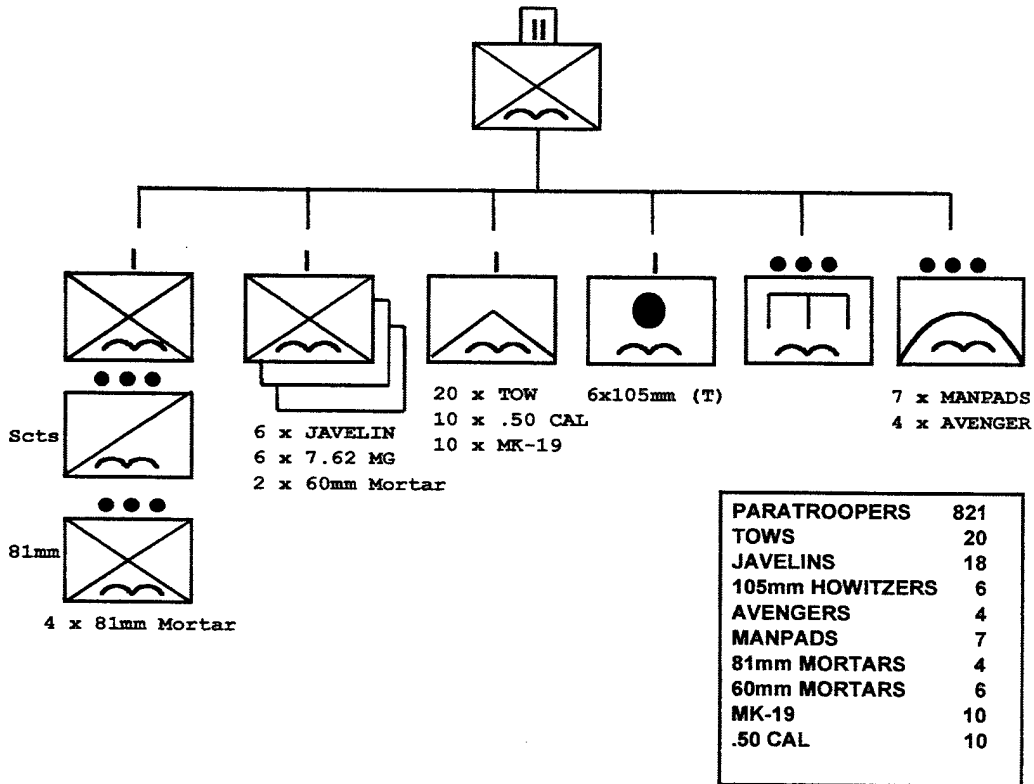 Scts
81mm
4 x 81mm Mortar
6 x JAVELIN
6 x 7.62 MG
2 x 60mm Mortar
20 x TOW
10 x .50 CAL
10 x MK-19
6x105mm (T)
7 x MANPADS
4 x AVENGER
PARATROOPERS 821
TOWS 20
JAVELINS 18
105mm HOWITZERS 6
AVENGERS 4
MANPADS 7
81mm MORTARS 4
60mm MORTARS 6
MK-19 10
.50 CAL 10